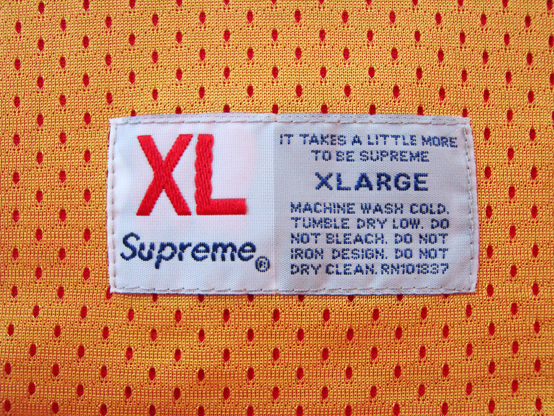 XL
Supreme®
IT TAKES A LITTLE MORE
TO BE SUPREME
XLARGE
MACHINE WASH COLD.
TUMBLE DRY LOW. DO
NOT BLEACH. DO NOT
IRON DESIGN. DO NOT
DRY CLEAN. RN101837